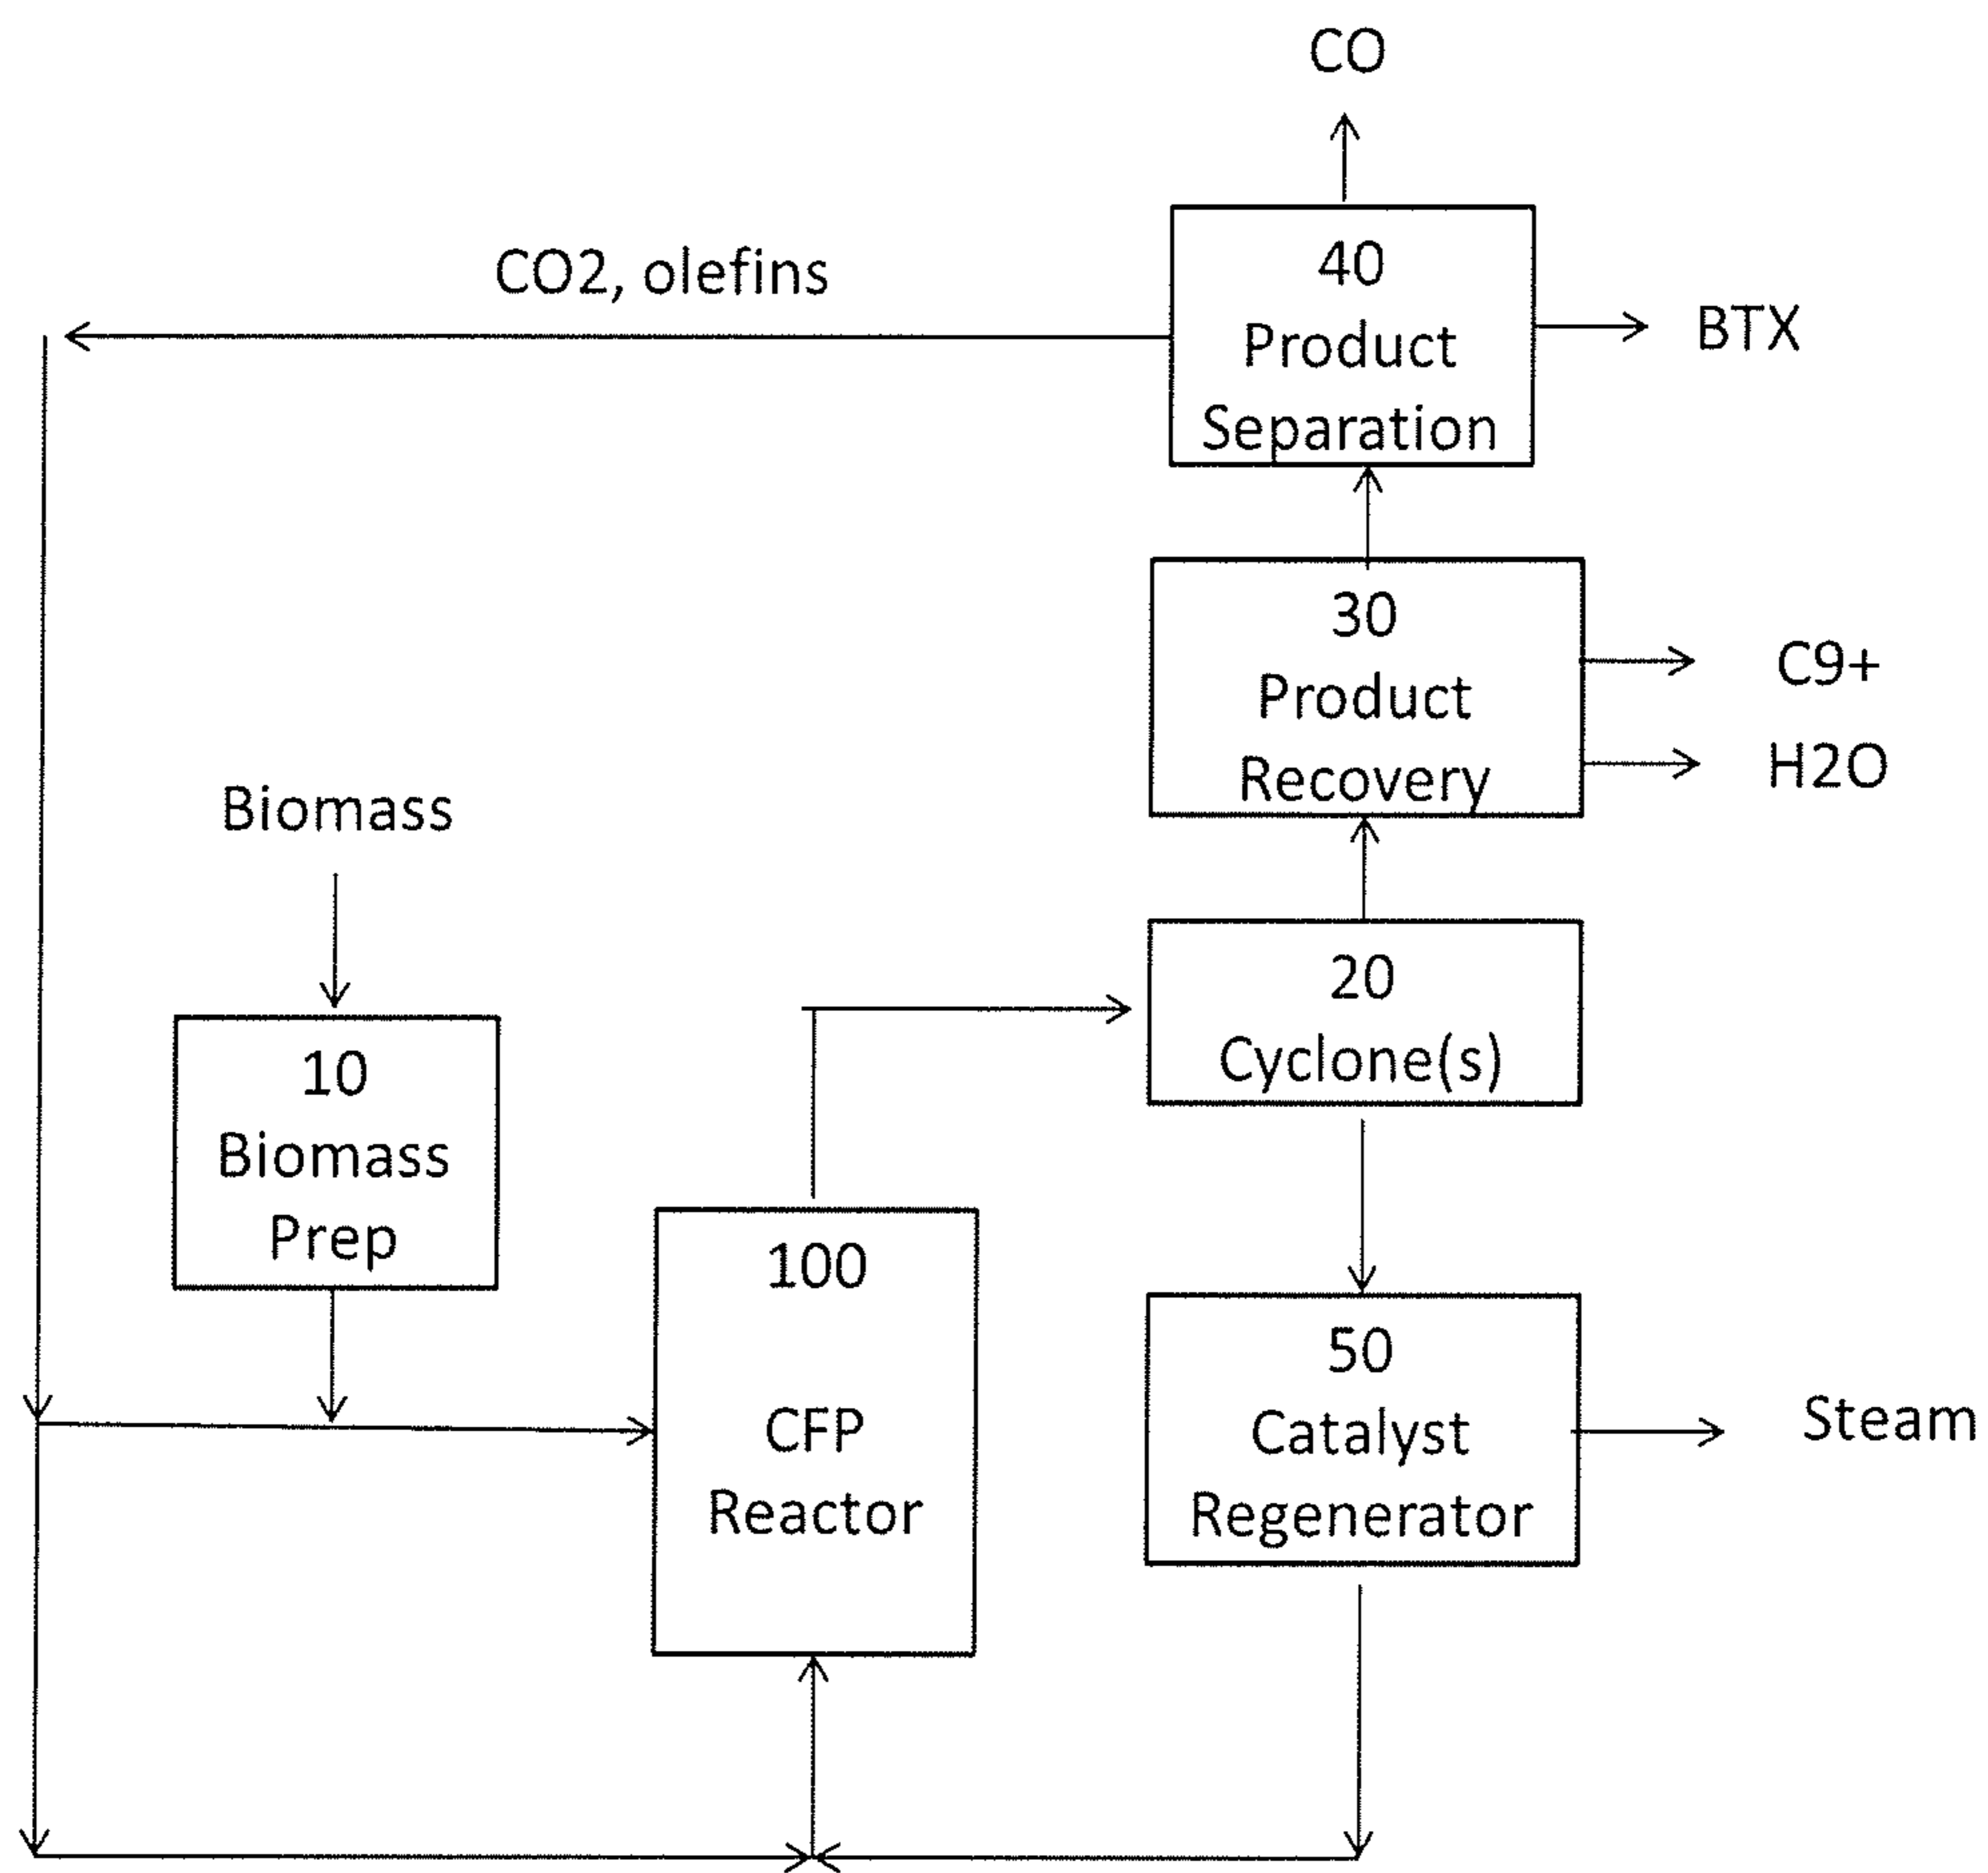 CO
40
Product
Separation
CO2, olefins
BTX
30
Product
Recovery
C9+
H2O
Biomass
20
Cyclone(s)
10
Biomass
Prep
100
CFP
Reactor
50
Catalyst
Regenerator
Steam